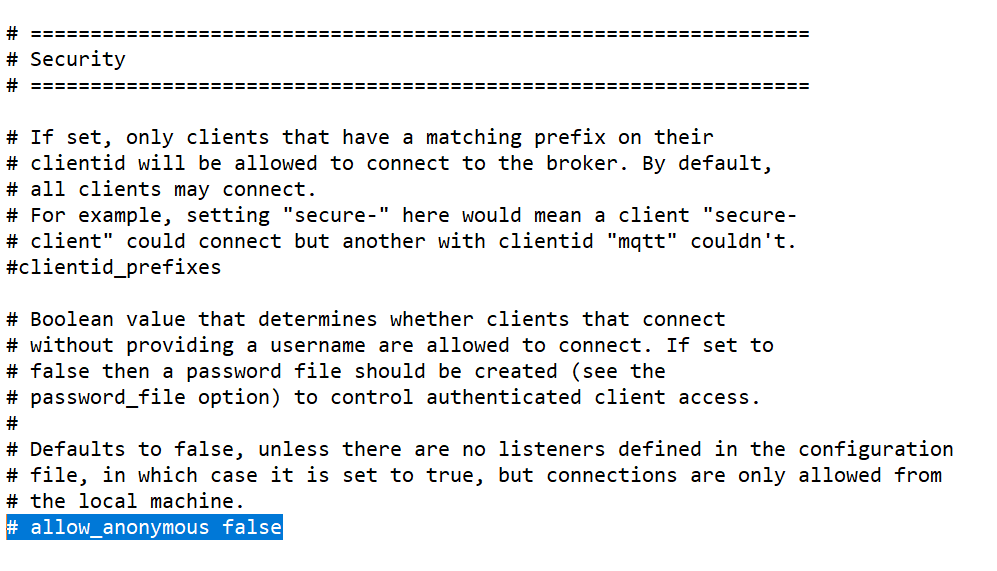 # =================================================================
# Security
# =================================================================
# If set, only clients that have a matching prefix on their
# clientid will be allowed to connect to the broker. By default,
# all clients may connect.
# For example, setting "secure-" here would mean a client "secure-
# client" could connect but another with clientid "mqtt" couldn't.
#clientid_prefixes
# Boolean value that determines whether clients that connect
# without providing a username are allowed to connect. If set to
# false then a password file should be created (see the
# password_file option) to control authenticated client access.
#
# Defaults to false, unless there are no listeners defined in the configuration
# file, in which case it is set to true, but connections are only allowed from
# the local machine.
# allow_anonymous false